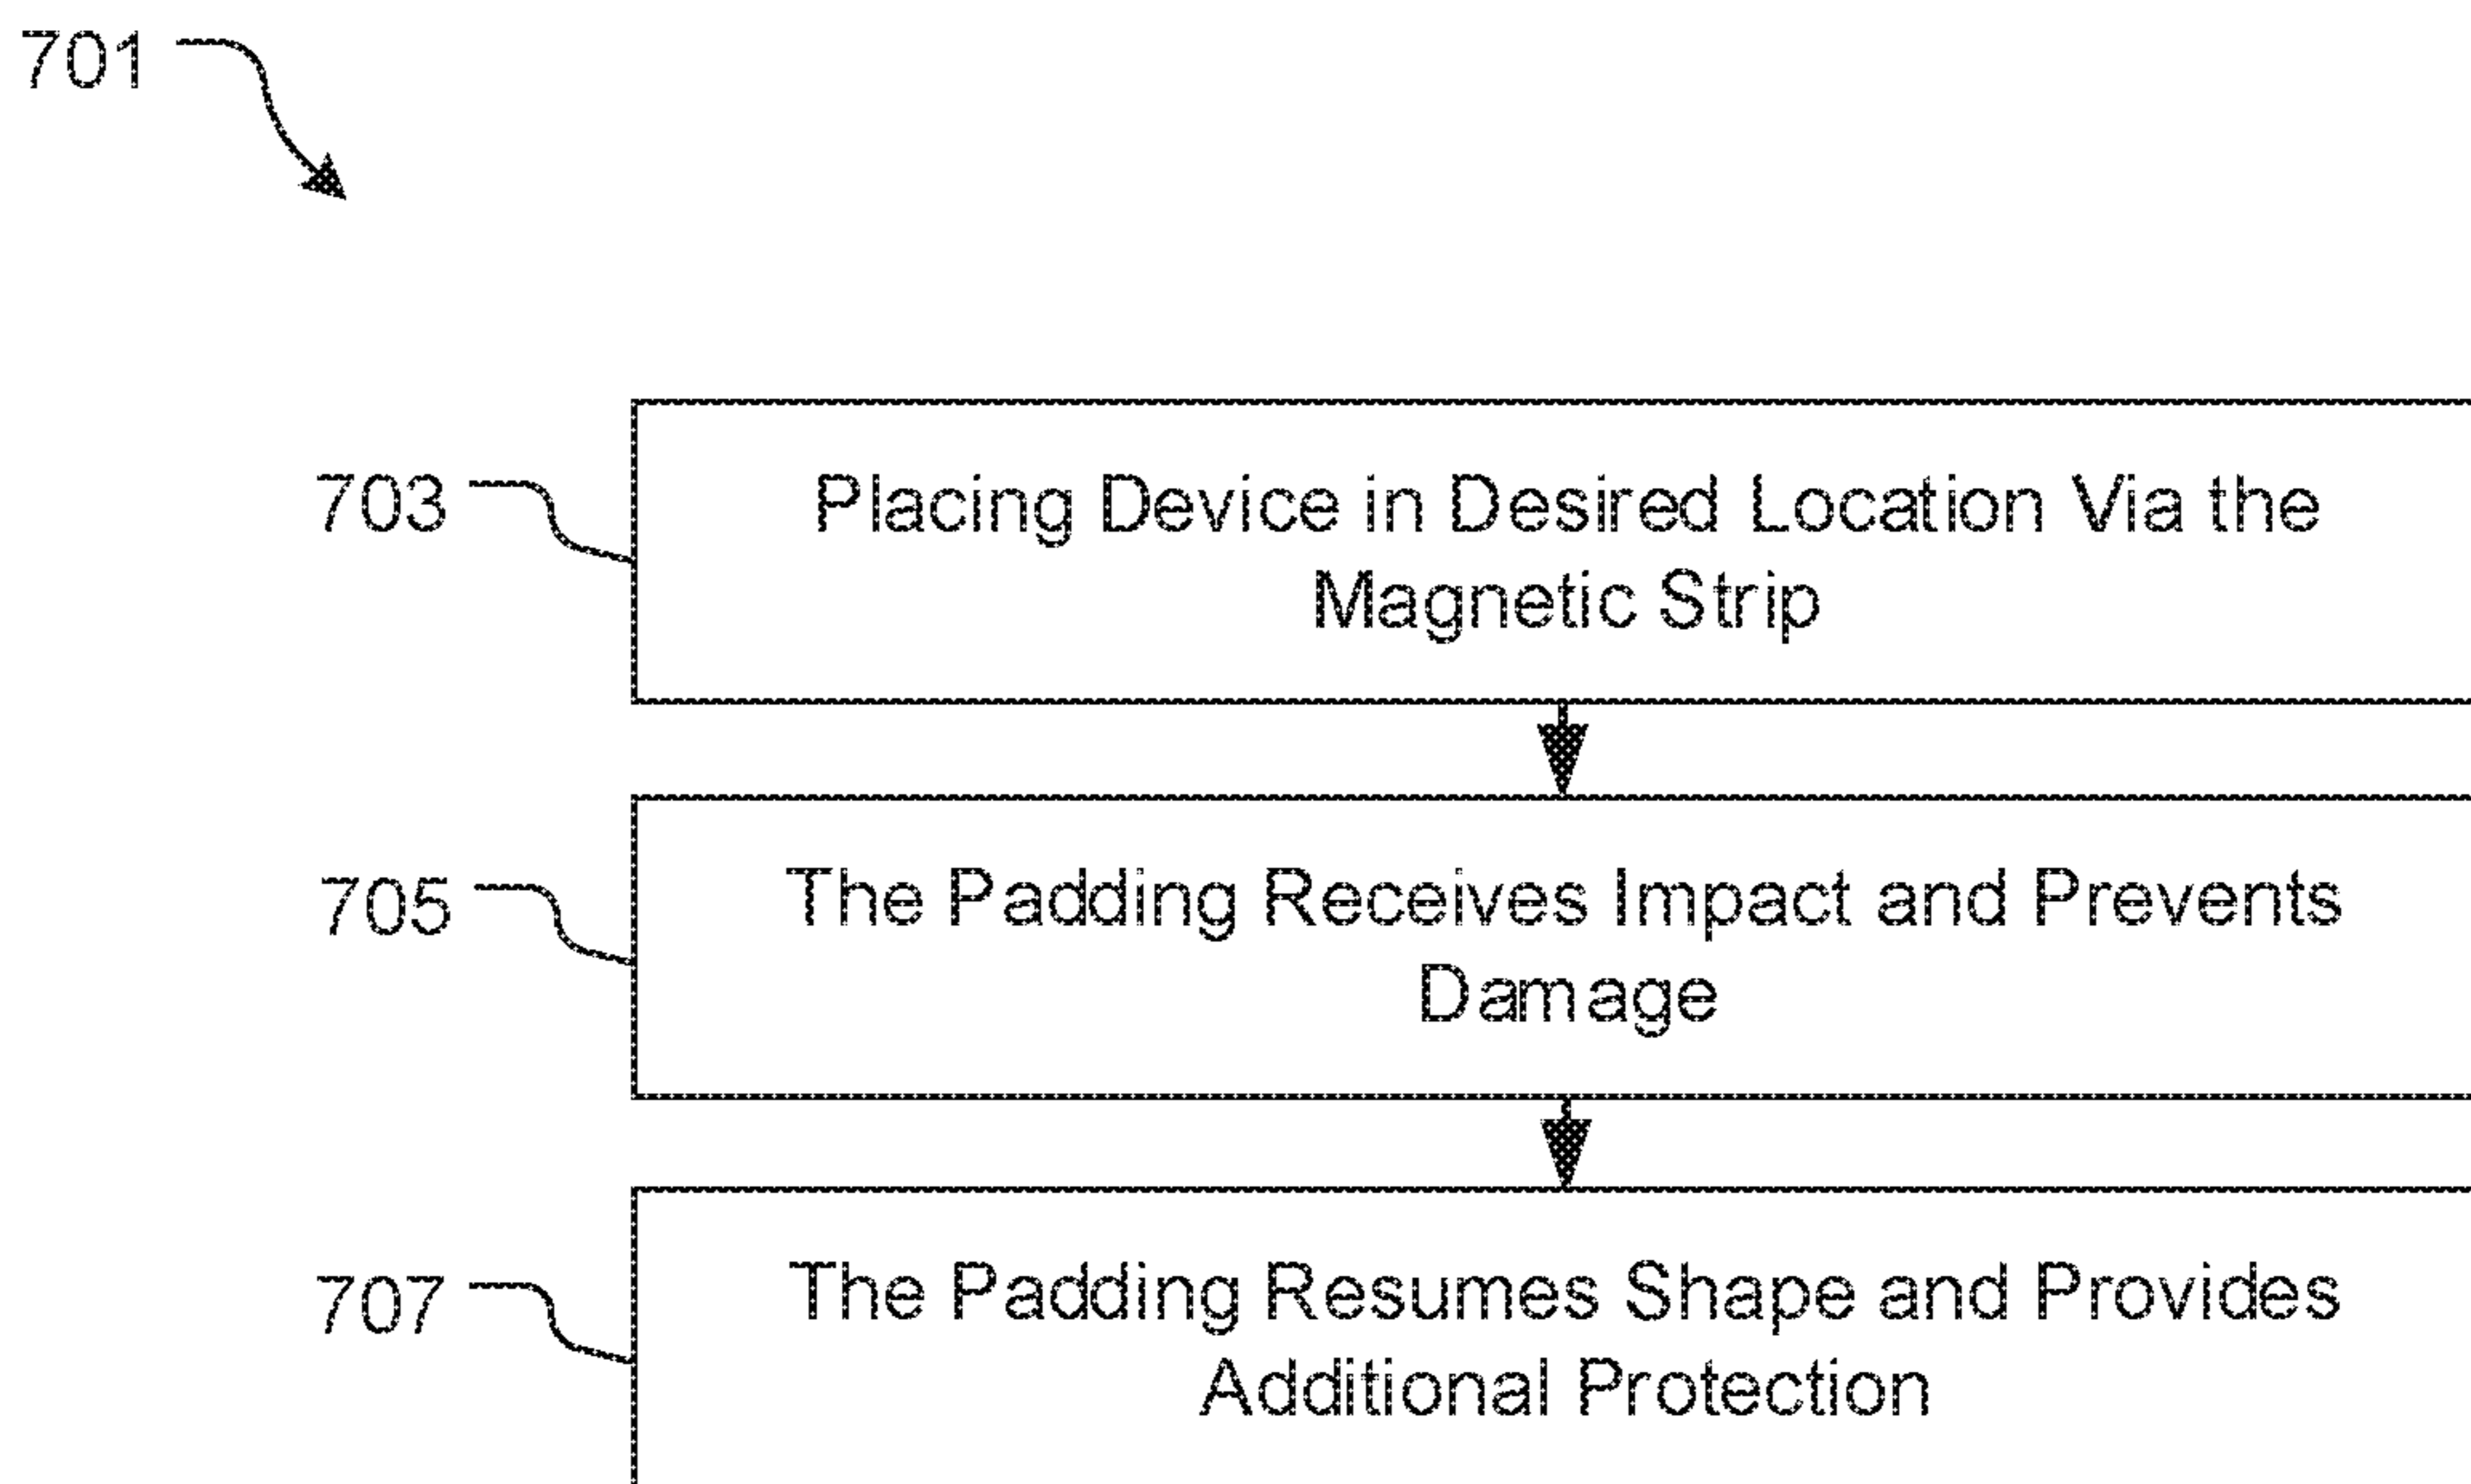 701
703
Placing Device in Desired Location Via the
Magnetic Strip
705
The Padding Receives Impact and Prevents
Damage
707
The Padding Resumes Shape and Provides
Additional Protection